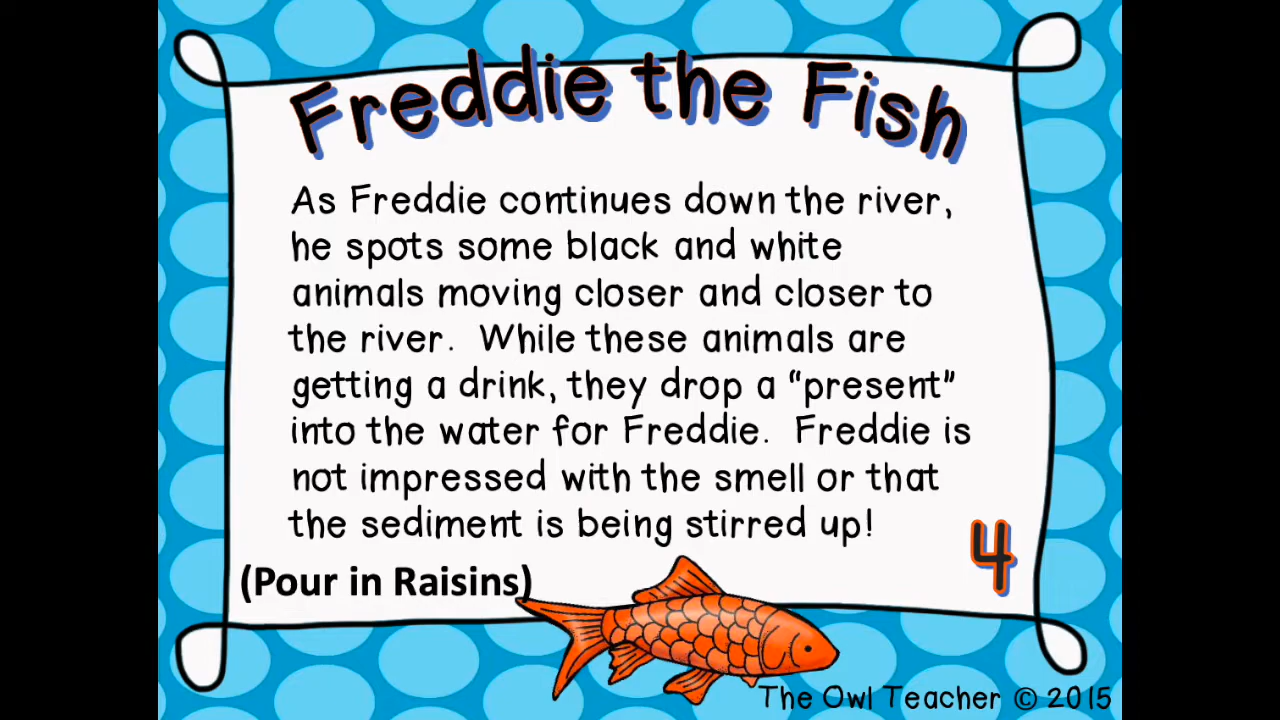 Freddie the Fish
As Freddie continues down the river,
he spots some black and white
animals moving closer and closer to
the river. While these animals are
getting a drink, they drop a “present”
into the water for Freddie. Freddie is
not impressed with the smell or that
the sediment is being stirred up!
4
(Pour in Raisins)
The Owl Teacher © 2015